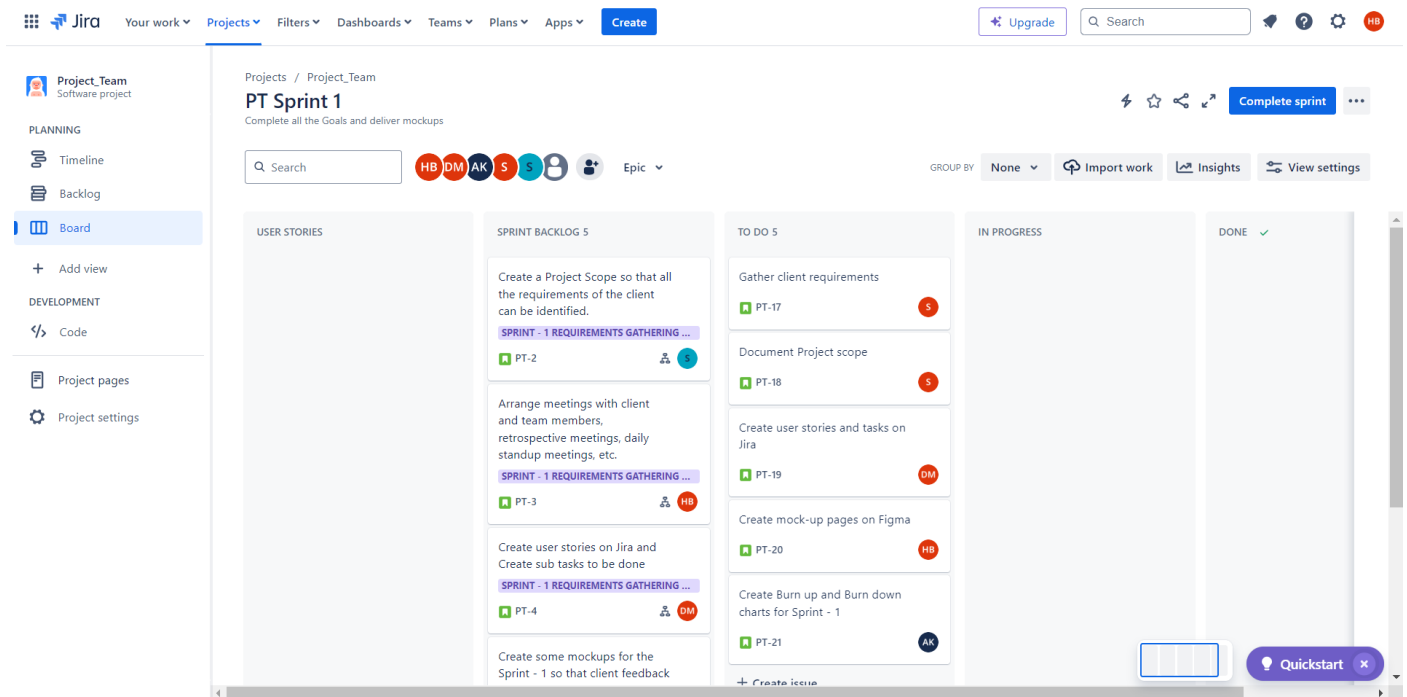 Jira
Your work
Projects
Filters
Dashboards
Teams
Plans
Apps
Create
Upgrade
Search
HB
Project_Team
Software project
PLANNING
Timeline
Backlog
Board
Add view
DEVELOPMENT
Code
Project pages
Project settings
Projects / Project_Team
PT Sprint 1
Complete all the Goals and deliver mockups
Complete sprint
Search
HB DM AK S S
Epic
GROUP BY
None
Import work
Insights
View settings
USER STORIES
SPRINT BACKLOG 5
Create a Project Scope so that all
the requirements of the client
can be identified.
SPRINT - 1 REQUIREMENTS GATHERING ...
PT-2
S
Arrange meetings with client
and team members,
retrospective meetings, daily
standup meetings, etc.
SPRINT - 1 REQUIREMENTS GATHERING ...
PT-3
HB
Create user stories on Jira and
Create sub tasks to be done
SPRINT - 1 REQUIREMENTS GATHERING ...
PT-4
DM
Create some mockups for the
Sprint - 1 so that client feedback
TO DO 5
Gather client requirements
PT-17
S
Document Project scope
PT-18
S
Create user stories and tasks on
Jira
PT-19
DM
Create mock-up pages on Figma
PT-20
HB
Create Burn up and Burn down
charts for Sprint - 1
PT-21
AK
+ Create issue
IN PROGRESS
DONE
Quickstart